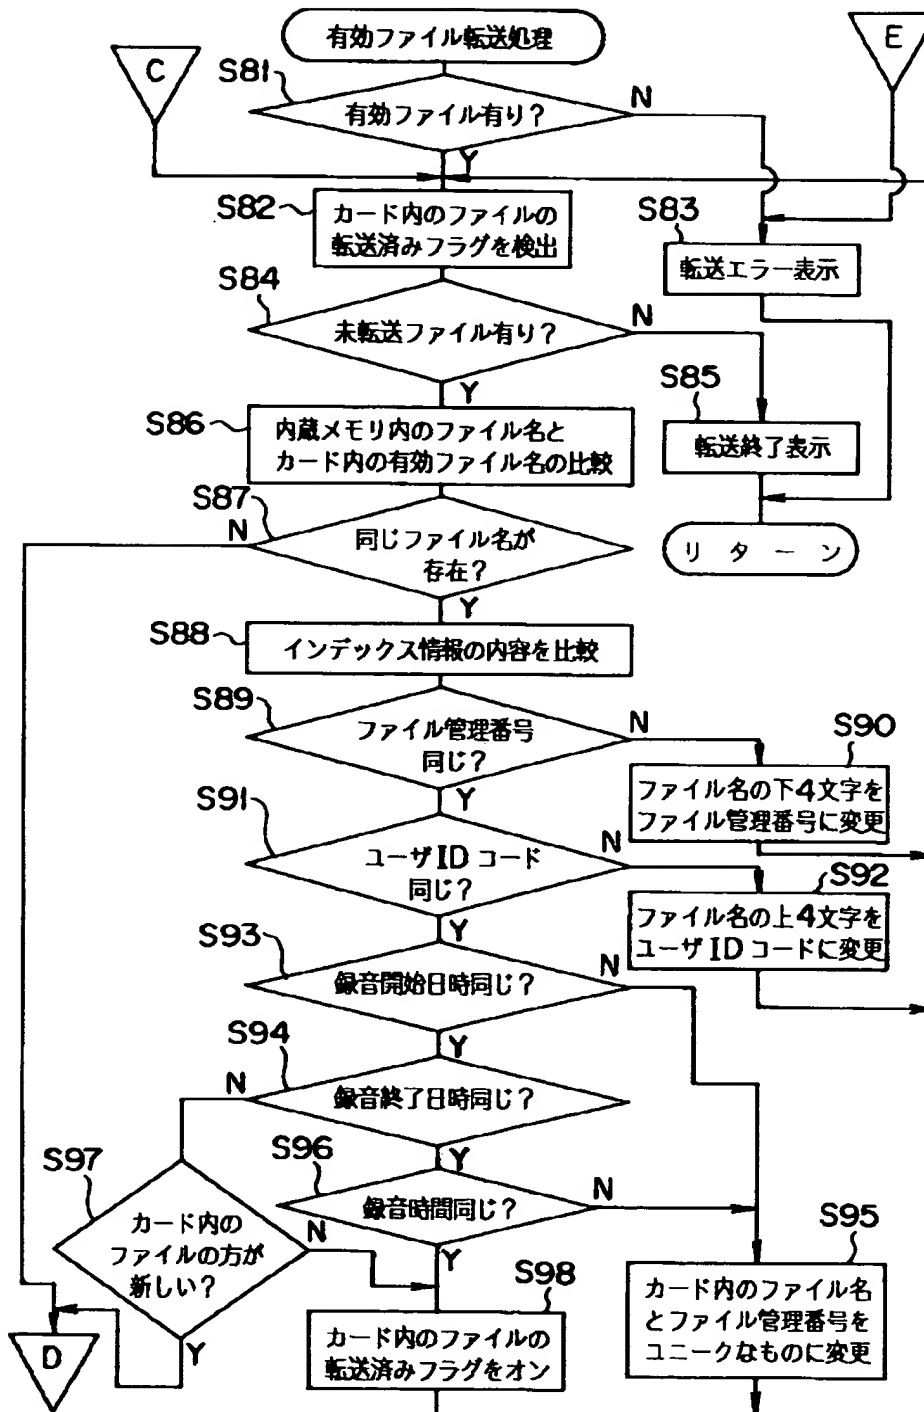 有効ファイル転送処理
C
E
S81
有効ファイル有り？
N
Y
S82
カード内のファイルの
転送済みフラグを検出
S83
転送エラー表示
S84
未転送ファイル有り？
N
Y
S85
転送終了表示
S86
内蔵メモリ内のファイル名と
カード内の有効ファイル名の比較
リターン
S87
同じファイル名が
存在？
N
Y
S88
インデックス情報の内容を比較
S89
ファイル管理番号
同じ？
N
Y
S90
ファイル名の下4文字を
ファイル管理番号に変更
S91
ユーザIDコード
同じ？
N
Y
S92
ファイル名の上4文字を
ユーザIDコードに変更
S93
録音開始日時同じ？
N
Y
S94
録音終了日時同じ？
N
Y
S96
録音時間同じ？
N
Y
S97
カード内の
ファイルの方が
新しい？
N
Y
S95
カード内のファイル名
とファイル管理番号を
ユニークなものに変更
S98
カード内のファイルの
転送済みフラグをオン
D